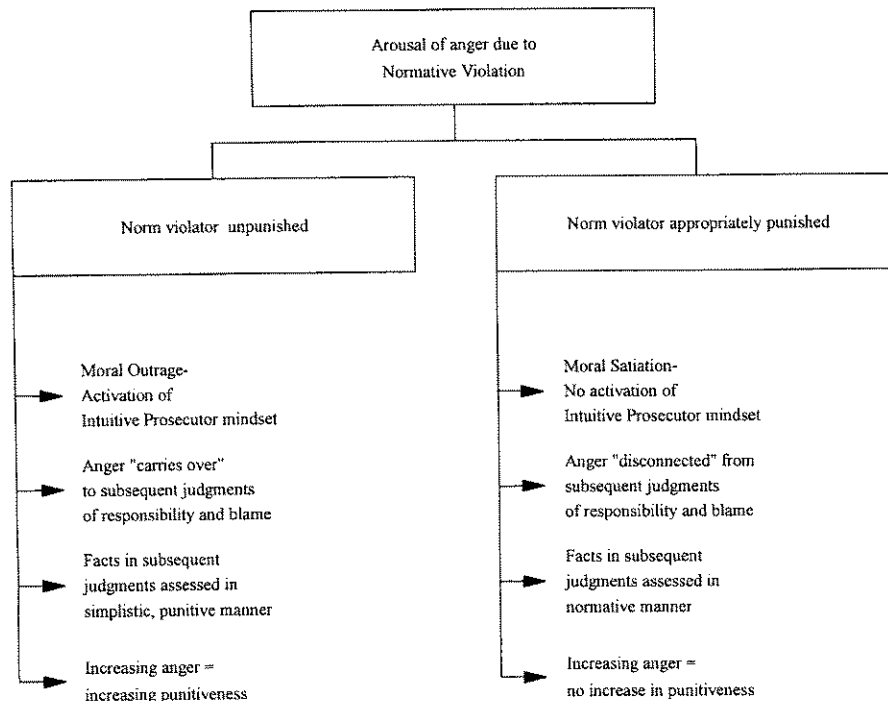 Arousal of anger due to
Normative Violation
Norm violator unpunished
Norm violator appropriately punished
Moral Outrage-
Activation of
Intuitive Prosecutor mindset
Anger "carries over"
to subsequent judgments
of responsibility and blame
Facts in subsequent
judgments assessed in
simplistic, punitive manner
Increasing anger =
increasing punitiveness
Moral Satiation-
No activation of
Intuitive Prosecutor mindset
Anger "disconnected" from
subsequent judgments
of responsibility and blame
Facts in subsequent
judgments assessed in
normative manner
Increasing anger =
no increase in punitiveness